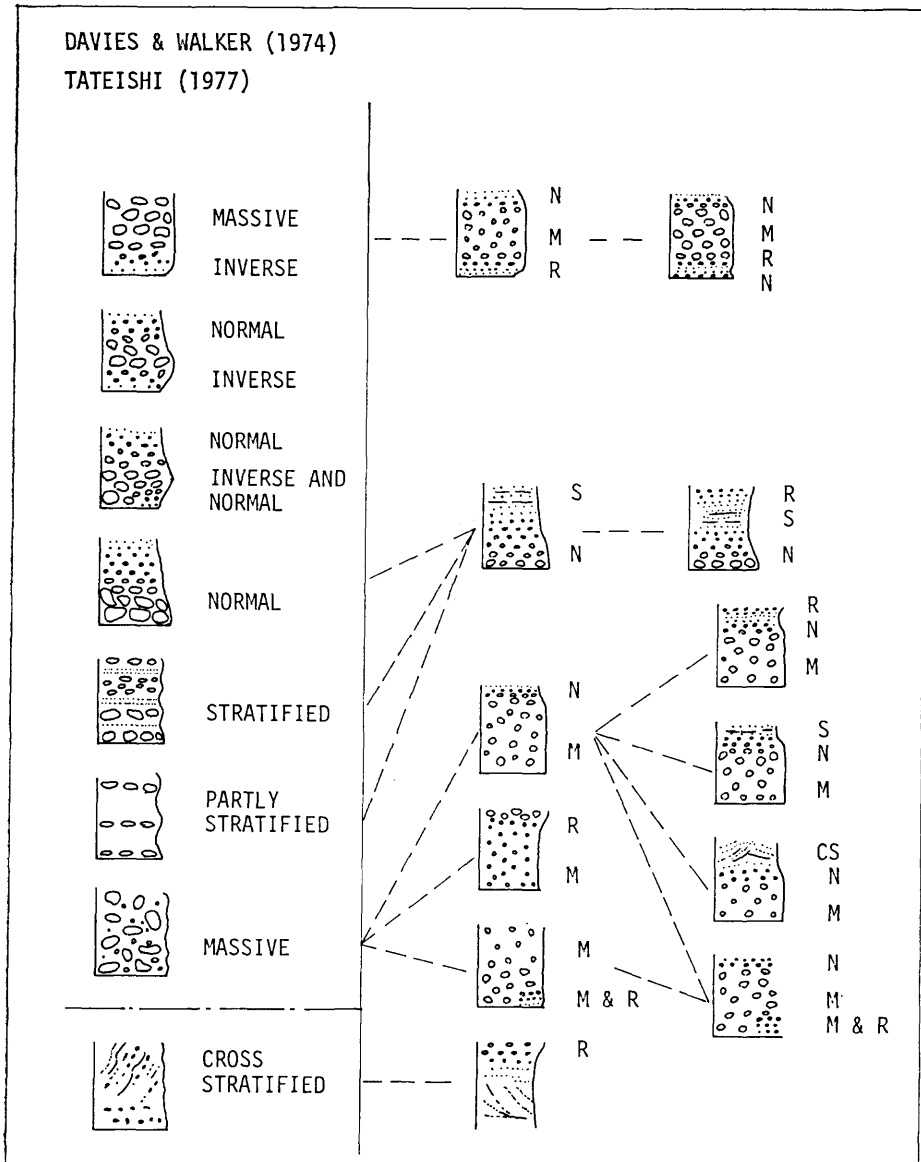 DAVIES & WALKER (1974)
TATEISHI (1977)
MASSIVE
INVERSE
NORMAL
INVERSE
NORMAL
INVERSE AND
NORMAL
NORMAL
STRATIFIED
PARTLY
STRATIFIED
MASSIVE
CROSS
STRATIFIED
N
M
R
S
N
N
M
R
M
M
M & R
R
N
M
R
N
R
S
N
R
N
M
S
N
M
CS
N
M
N
M
M & R